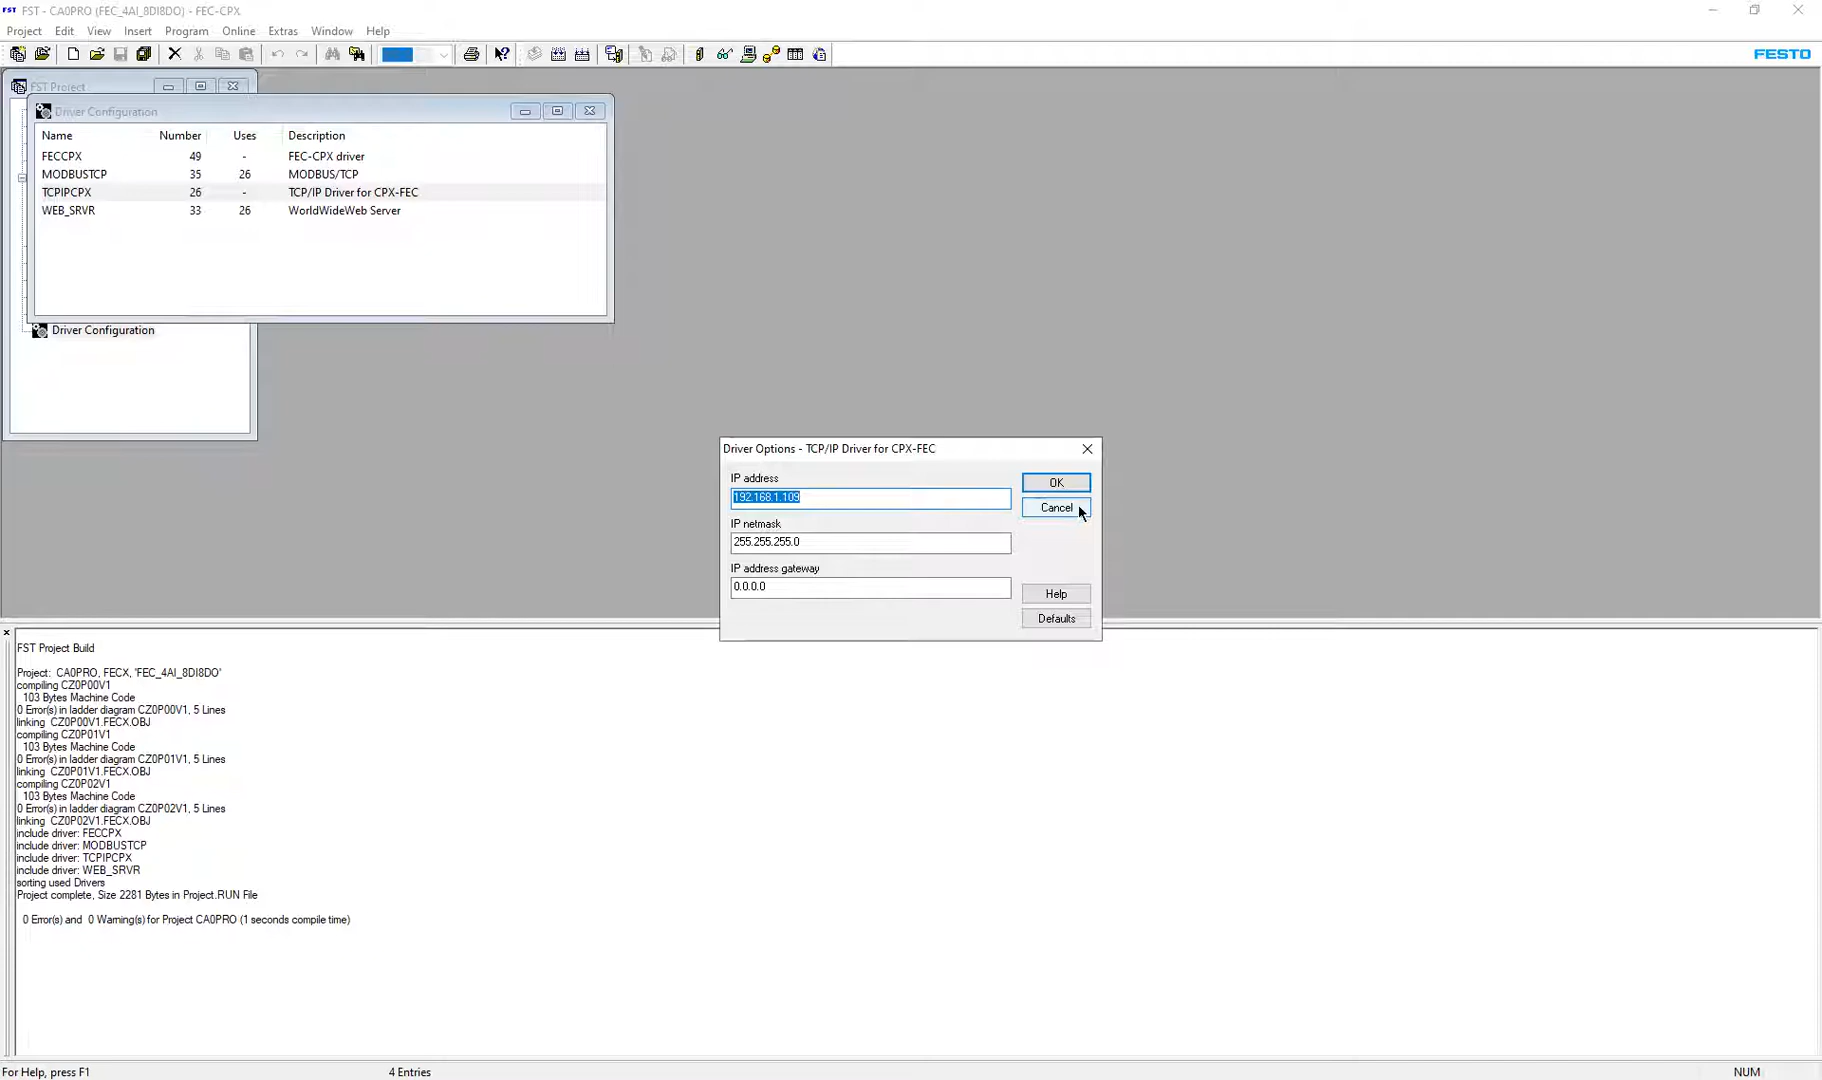 FST FST - CA0PRO (FEC_4AI_8DI8DO) - FEC-CPX
Project Edit View Insert Program Online Extras Window Help
FESTO
FST Project
Driver Configuration
Name Number Uses Description
FECCPX 49 - FEC-CPX driver
MODBUSTCP 35 26 MODBUS/TCP
TCPIPCPX 26 - TCP/IP Driver for CPX-FEC
WEB_SRVR 33 26 WorldWideWeb Server
Driver Configuration
Driver Options - TCP/IP Driver for CPX-FEC
IP address
192.168.1.109
OK
Cancel
IP netmask
255.255.255.0
IP address gateway
0.0.0.0
Help
Defaults
FST Project Build
Project: CA0PRO, FECX, 'FEC_4AI_8DI8DO'
compiling CZ0P00V1
103 Bytes Machine Code
0 Error(s) in ladder diagram CZ0P00V1, 5 Lines
linking CZ0P00V1.FECX.OBJ
compiling CZ0P01V1
103 Bytes Machine Code
0 Error(s) in ladder diagram CZ0P01V1, 5 Lines
linking CZ0P01V1.FECX.OBJ
compiling CZ0P02V1
103 Bytes Machine Code
0 Error(s) in ladder diagram CZ0P02V1, 5 Lines
linking CZ0P02V1.FECX.OBJ
include driver: FECCPX
include driver: MODBUSTCP
include driver: TCPIPCPX
include driver: WEB_SRVR
sorting used Drivers
Project complete, Size 2281 Bytes in Project.RUN File
0 Error(s) and 0 Warning(s) for Project CA0PRO (1 seconds compile time)
For Help, press F1 4 Entries NUM